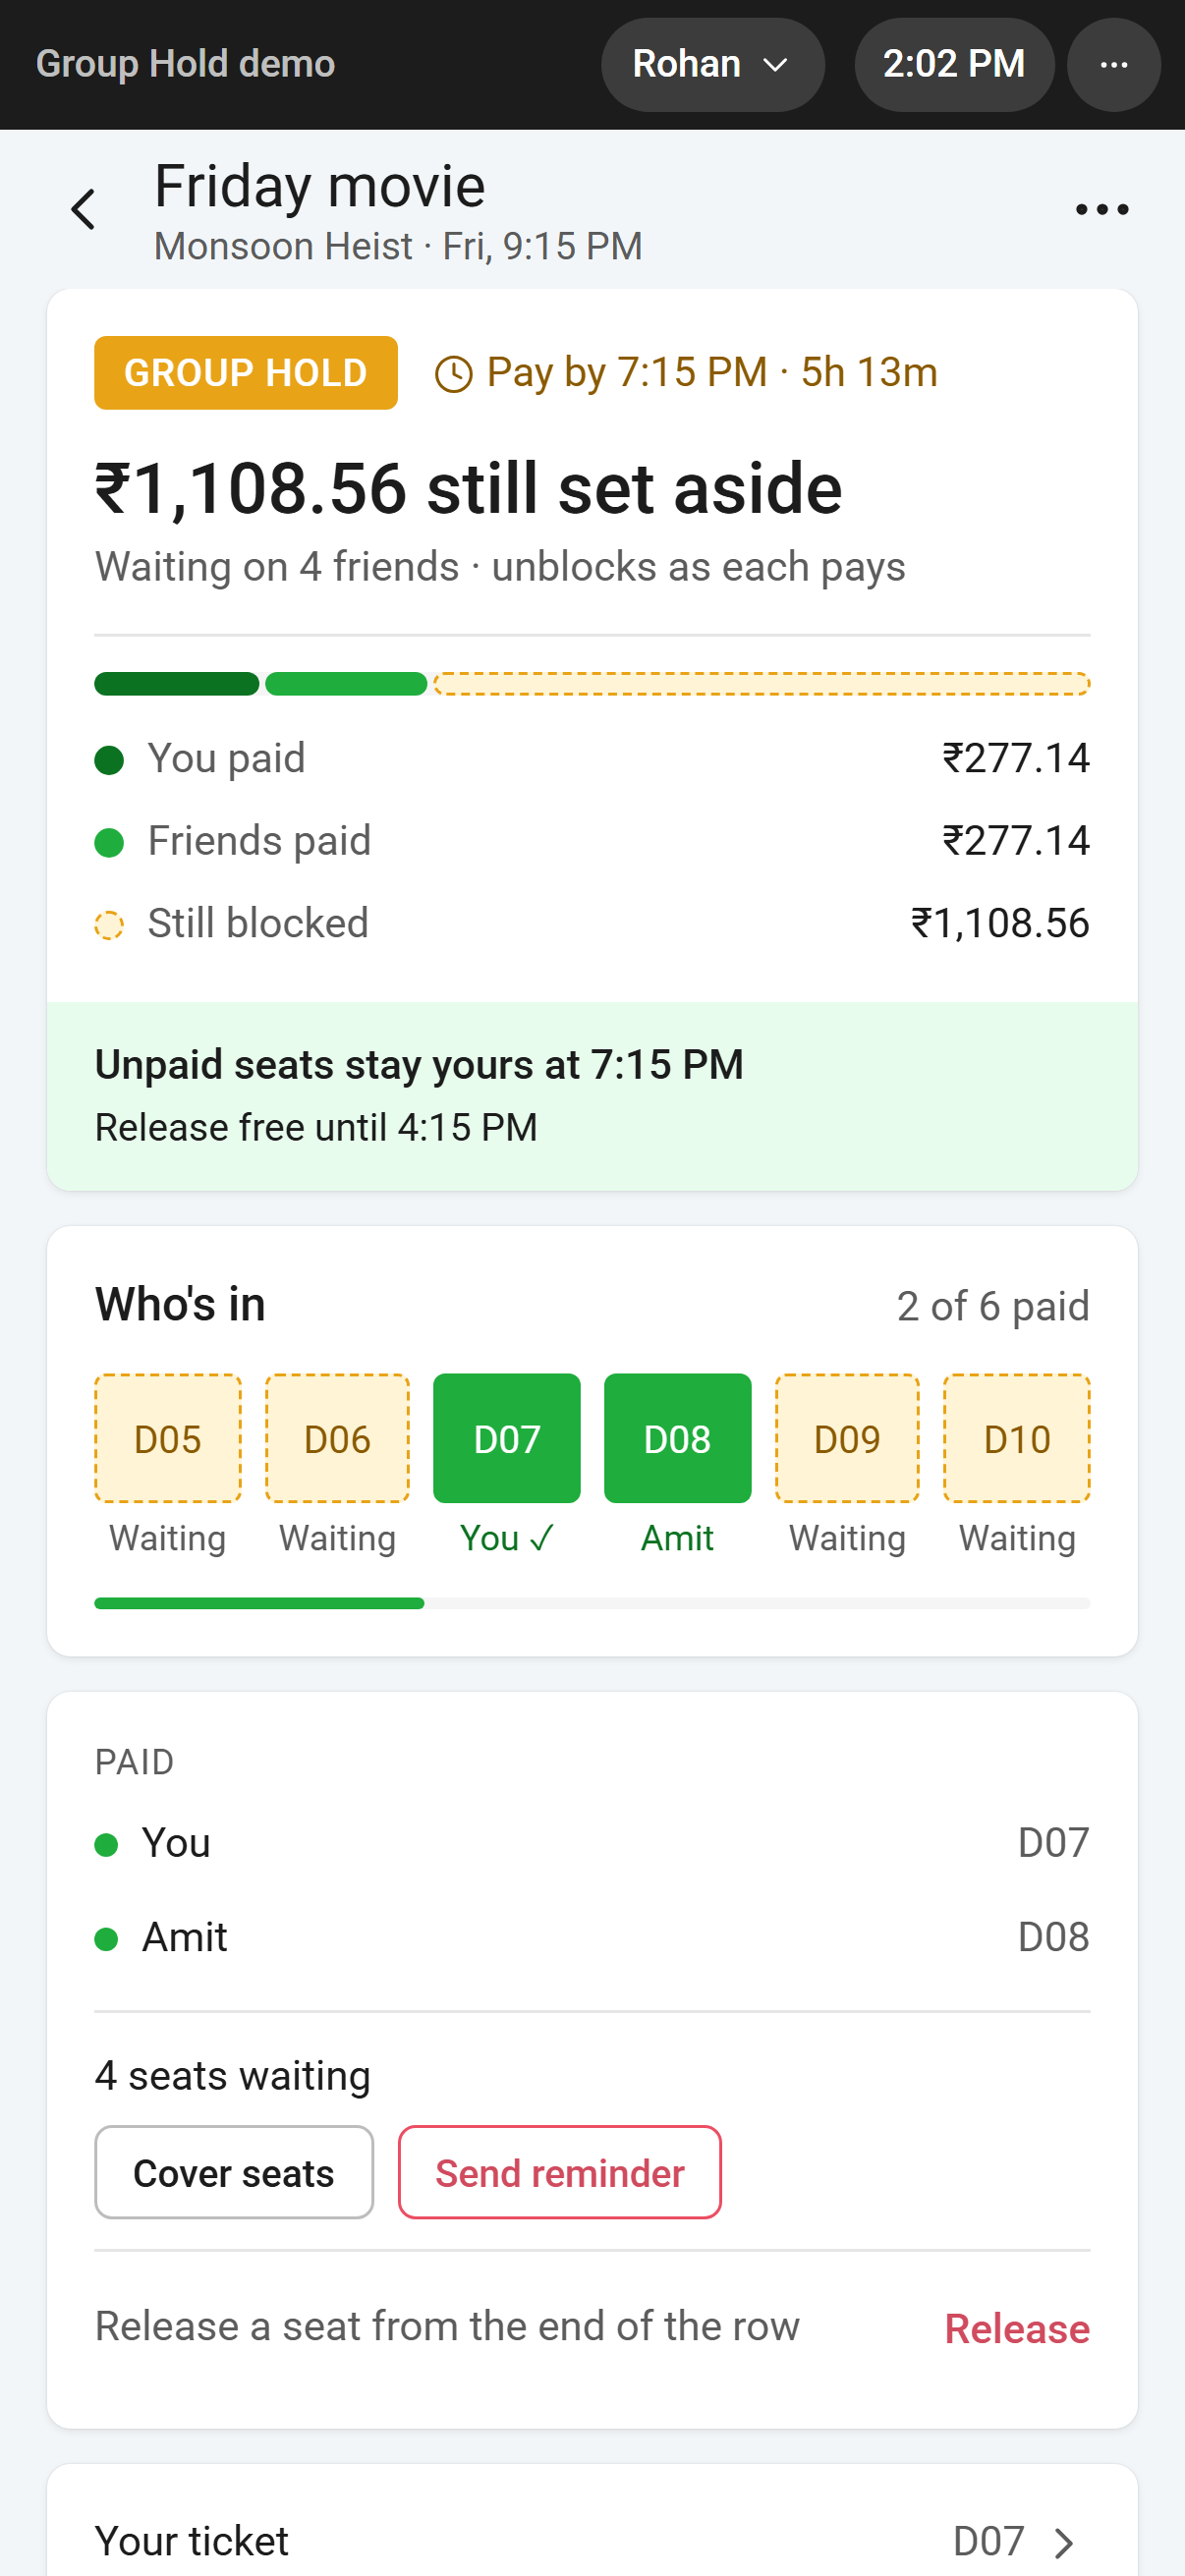 Group Hold demo
Rohan
2:02 PM
Friday movie
Monsoon Heist · Fri, 9:15 PM
GROUP HOLD
Pay by 7:15 PM · 5h 13m
₹1,108.56 still set aside
Waiting on 4 friends · unblocks as each pays
You paid ₹277.14
Friends paid ₹277.14
Still blocked ₹1,108.56
Unpaid seats stay yours at 7:15 PM
Release free until 4:15 PM
Who's in 2 of 6 paid
D05 D06 D07 D08 D09 D10
Waiting Waiting You ✓ Amit Waiting Waiting
PAID
You D07
Amit D08
4 seats waiting
Cover seats Send reminder
Release a seat from the end of the row Release
Your ticket D07